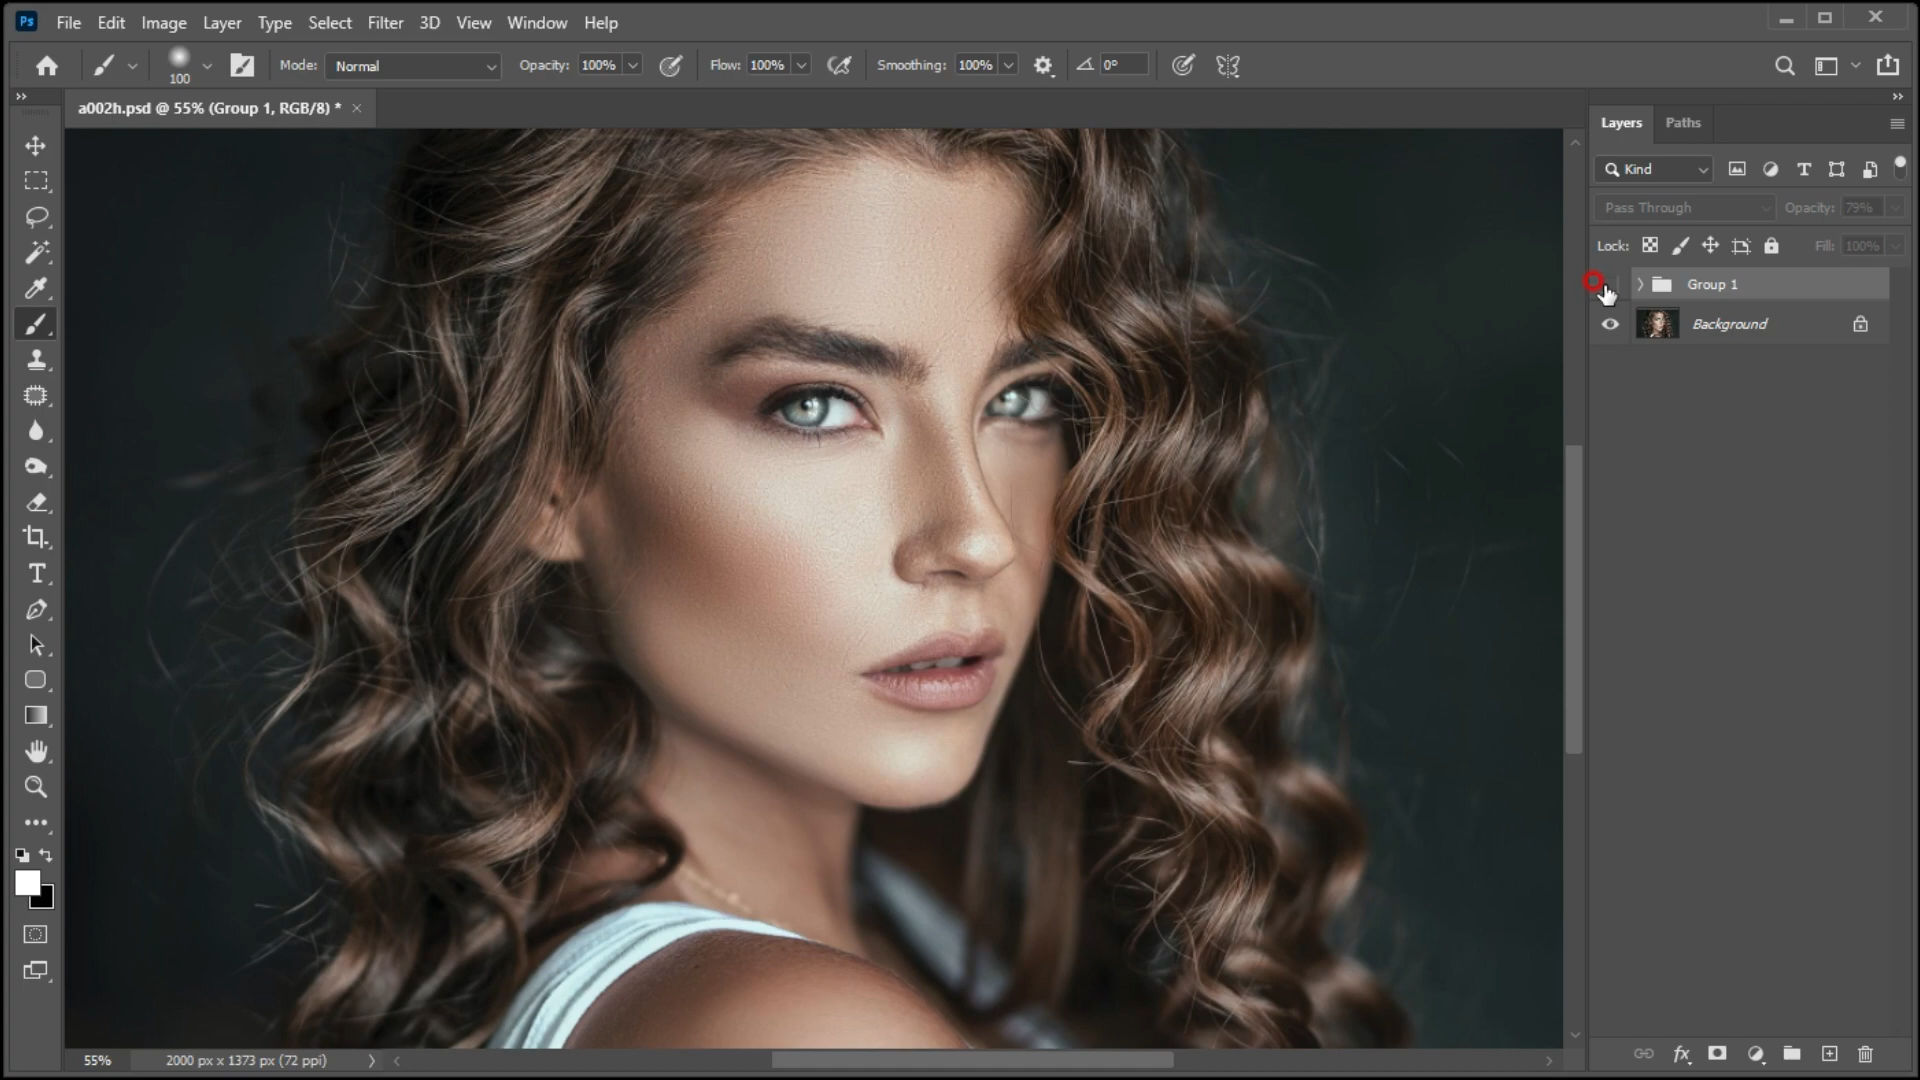 Ps File Edit Image Layer Type Select Filter 3D View Window Help
100 Mode: Normal Opacity: 100% Flow: 100% Smoothing: 100% 0°
a002h.psd @ 55% (Group 1, RGB/8) *
Layers Paths
Kind
Pass Through Opacity: 79%
Lock: Fill: 100%
Group 1
Background
55% 2000 px x 1373 px (72 ppi)